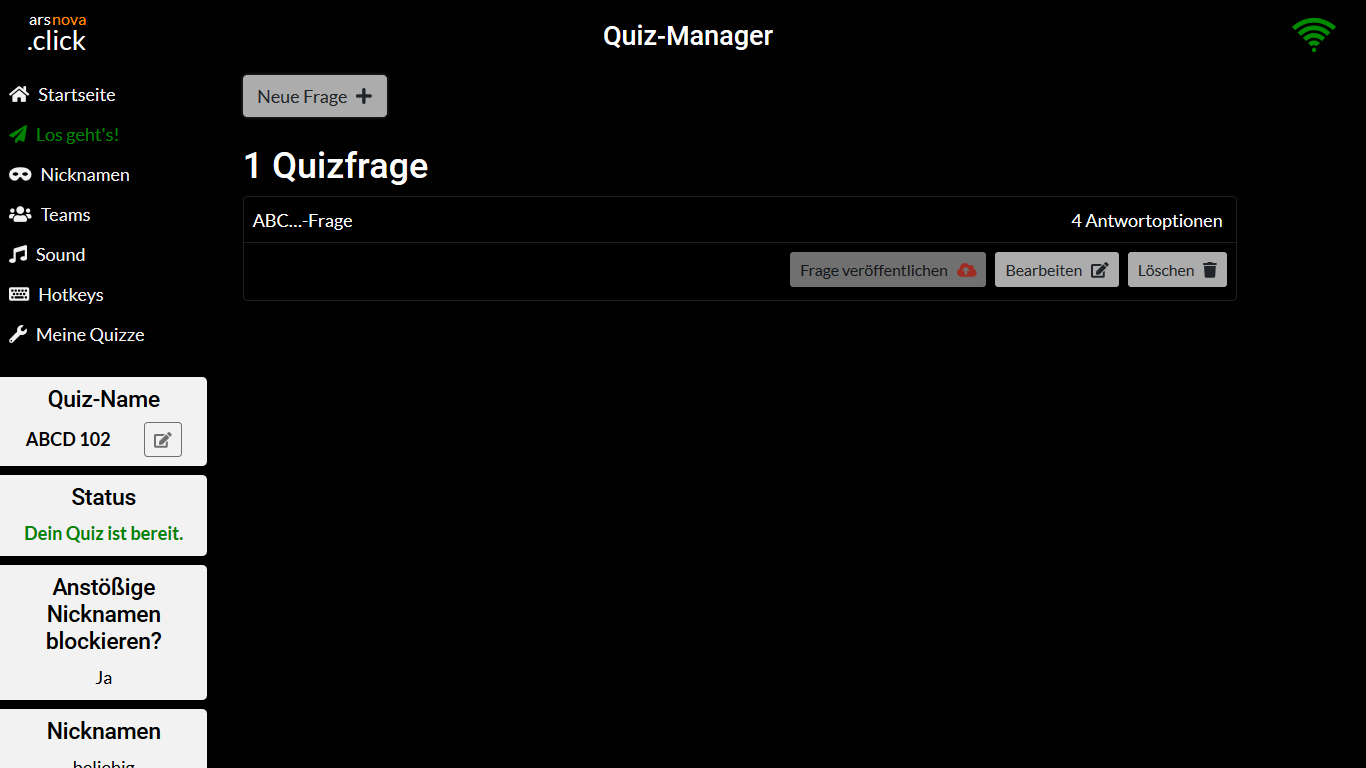 arsnova
.click
Quiz-Manager
Startseite
Los geht's!
Nicknamen
Teams
Sound
Hotkeys
Meine Quizze
Quiz-Name
ABCD 102
Status
Dein Quiz ist bereit.
Anstößige
Nicknamen
blockieren?
Ja
Nicknamen
beliebig
Neue Frage
1 Quizfrage
ABC...-Frage 4 Antwortoptionen
Frage veröffentlichen Bearbeiten Löschen